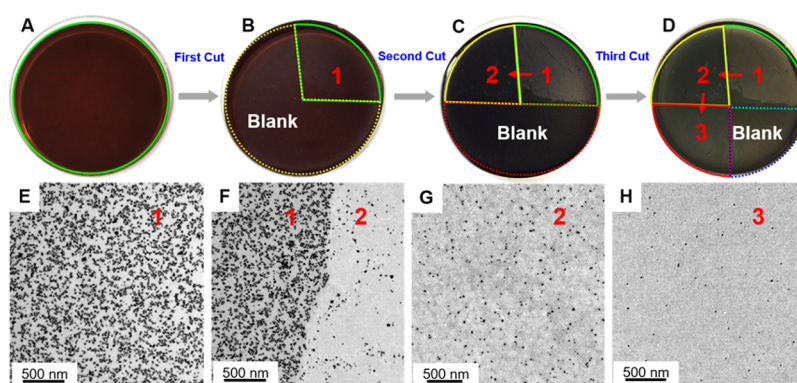 A
First Cut
B
1
Blank
Second Cut
C
2
1
Blank
Third Cut
D
2
1
3
Blank
E
1
500 nm
F
1
2
500 nm
G
2
500 nm
H
3
500 nm